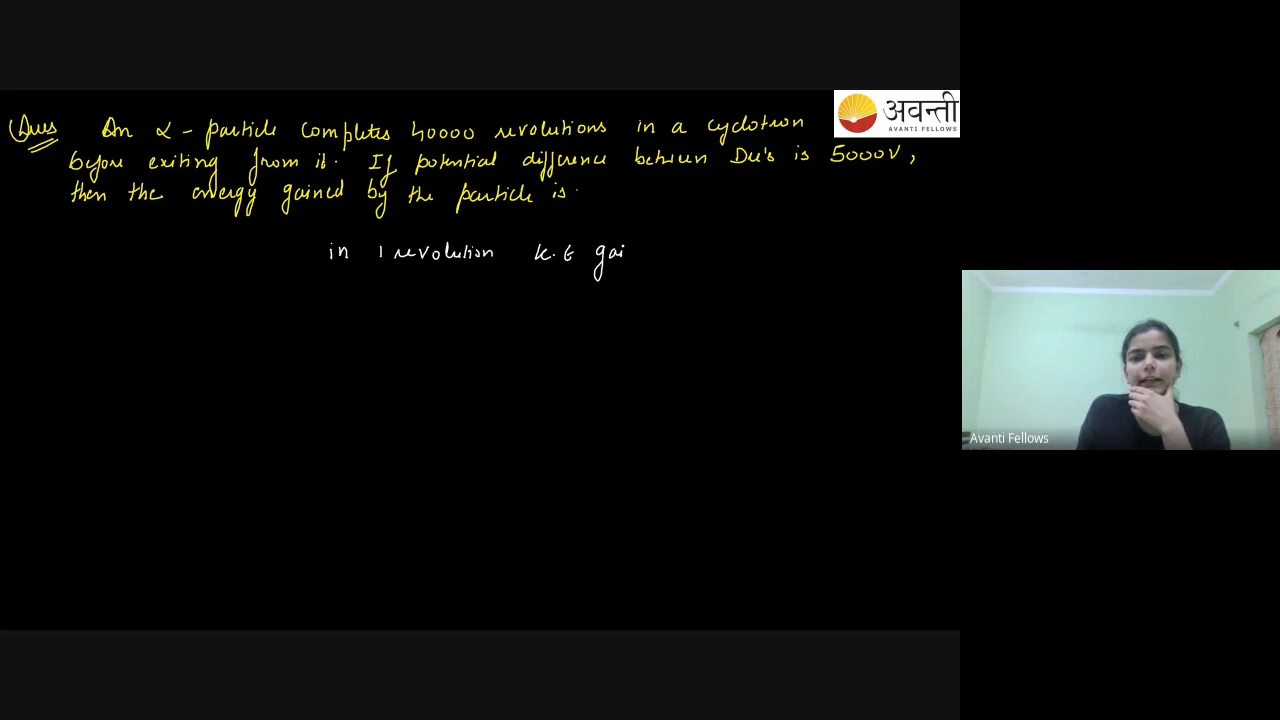 Ques An α - particle completes 40000 revolutions in a cyclotron
before exiting from it. If potential difference between Dee's is 5000V,
then the energy gained by the particle is.
in 1 revolution K.E gai
अवन्ती
AVANTI FELLOWS
Avanti Fellows